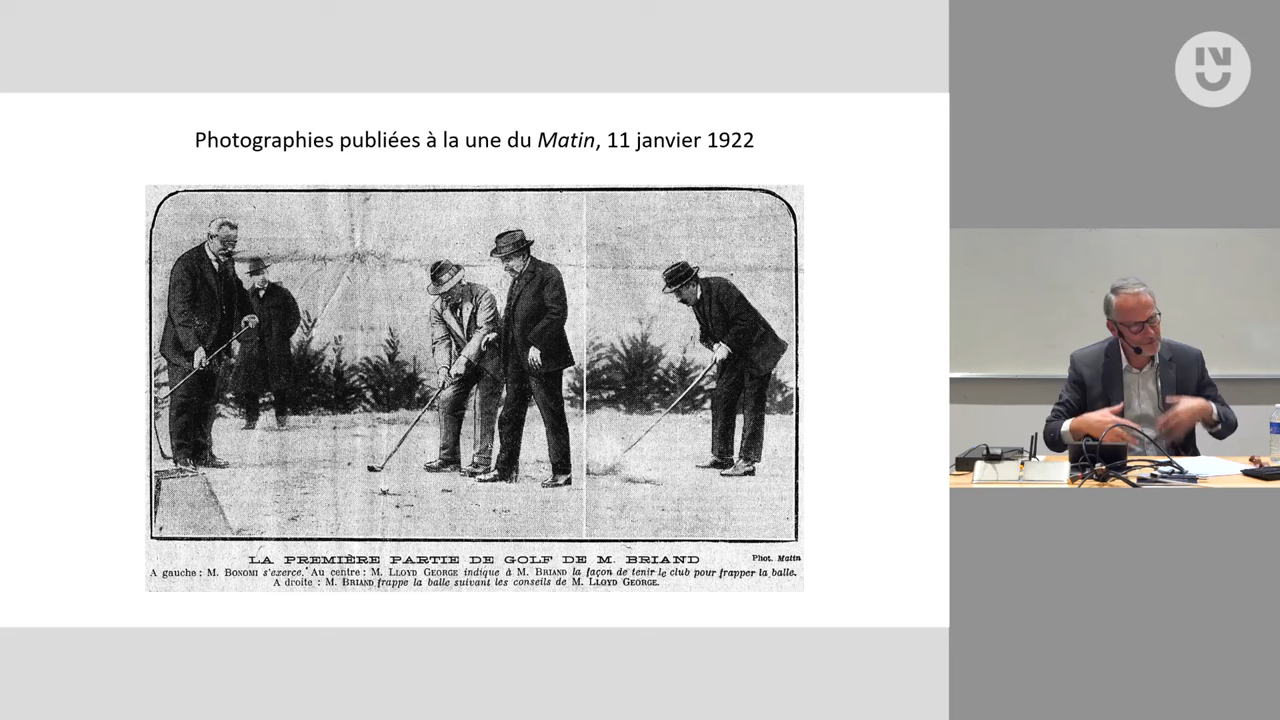 Photographies publiées à la une du Matin, 11 janvier 1922
LA PREMIÈRE PARTIE DE GOLF DE M. BRIAND
Phot. Matin
A gauche : M. BONOMI s'exerce. Au centre : M. LLOYD GEORGE indique à M. BRIAND la façon de tenir le club pour frapper la balle.
A droite : M. BRIAND frappe la balle suivant les conseils de M. LLOYD GEORGE.